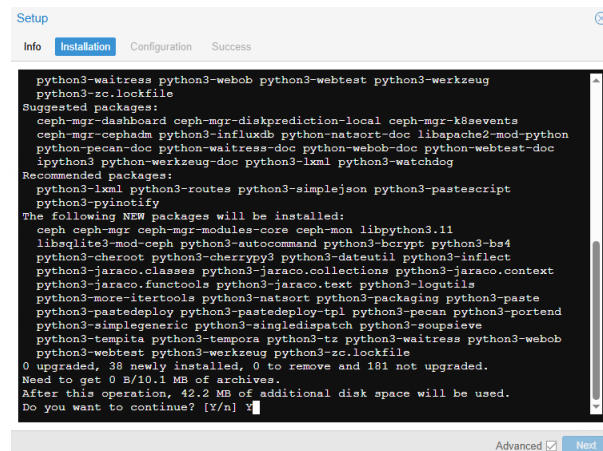 Setup
Info Installation Configuration Success
python3-waitress python3-webob python3-webtest python3-werkzeug
python3-zc.lockfile
Suggested packages:
ceph-mgr-dashboard ceph-mgr-diskprediction-local ceph-mgr-k8sevents
ceph-mgr-cephadm python3-influxdb python-natsort-doc libapache2-mod-python
python-pecan-doc python-waitress-doc python-webob-doc python-webtest-doc
ipython3 python-werkzeug-doc python3-lxml python3-watchdog
Recommended packages:
python3-lxml python3-routes python3-simplejson python3-pastescript
python3-pyinotify
The following NEW packages will be installed:
ceph ceph-mgr ceph-mgr-modules-core ceph-mon libpython3.11
libsqlite3-mod-ceph python3-autocommand python3-bcrypt python3-bs4
python3-cheroot python3-cherrypy3 python3-dateutil python3-inflect
python3-jaraco.classes python3-jaraco.collections python3-jaraco.context
python3-jaraco.functools python3-jaraco.text python3-logutils
python3-more-itertools python3-natsort python3-packaging python3-paste
python3-pastedeploy python3-pastedeploy-tpl python3-pecan python3-portend
python3-simplegeneric python3-singledispatch python3-soupsieve
python3-tempita python3-tempora python3-tz python3-waitress python3-webob
python3-webtest python3-werkzeug python3-zc.lockfile
0 upgraded, 38 newly installed, 0 to remove and 181 not upgraded.
Need to get 0 B/10.1 MB of archives.
After this operation, 42.2 MB of additional disk space will be used.
Do you want to continue? [Y/n] Y
Advanced Next